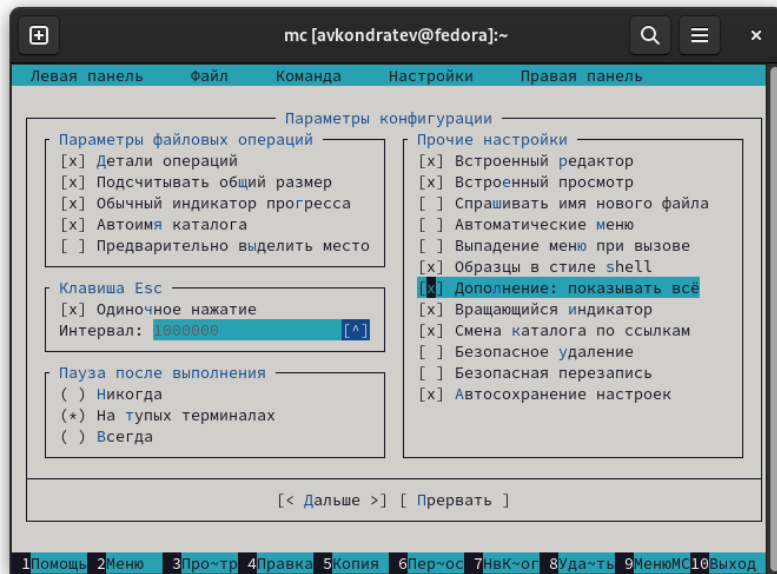 mc [avkondratev@fedora]:~
Левая панель Файл Команда Настройки Правая панель
Параметры конфигурации
Параметры файловых операций
[x] Детали операций
[x] Подсчитывать общий размер
[x] Обычный индикатор прогресса
[x] Автоимя каталога
[ ] Предварительно выделить место
Клавиша Esc
[x] Одиночное нажатие
Интервал: 1000000 [^]
Пауза после выполнения
( ) Никогда
(*) На тупых терминалах
( ) Всегда
Прочие настройки
[x] Встроенный редактор
[x] Встроенный просмотр
[ ] Спрашивать имя нового файла
[ ] Автоматические меню
[ ] Выпадение меню при вызове
[x] Образцы в стиле shell
[x] Дополнение: показывать всё
[x] Вращающийся индикатор
[x] Смена каталога по ссылкам
[ ] Безопасное удаление
[ ] Безопасная перезапись
[x] Автосохранение настроек
[< Дальше >] [ Прервать ]
1Помощь 2Меню 3Про~тр 4Правка 5Копия 6Пер~ос 7НвК~ог 8Уда~ть 9МенюMC 10Выход